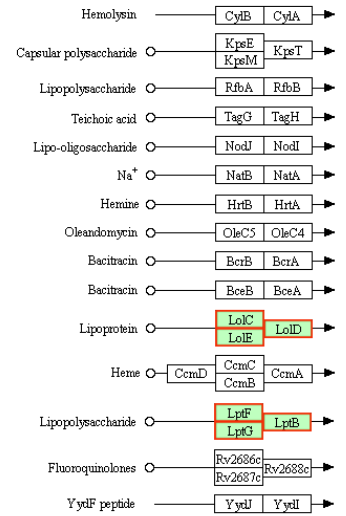 Hemolysin CylB CylA
Capsular polysaccharide KpsE KpsM KpsT
Lipopolysaccharide RfbA RfbB
Teichoic acid TagG TagH
Lipo-oligosaccharide NodJ NodI
Na+ NatB NatA
Hemine HrtB HrtA
Oleandomycin OleC5 OleC4
Bacitracin BcrB BcrA
Bacitracin BceB BceA
Lipoprotein LolC LolE LolD
Heme CcmD CcmC CcmB CcmA
Lipopolysaccharide LptF LptG LptB
Fluoroquinolones Rv2686c Rv2687c Rv2688c
YydF peptide YydJ YydI